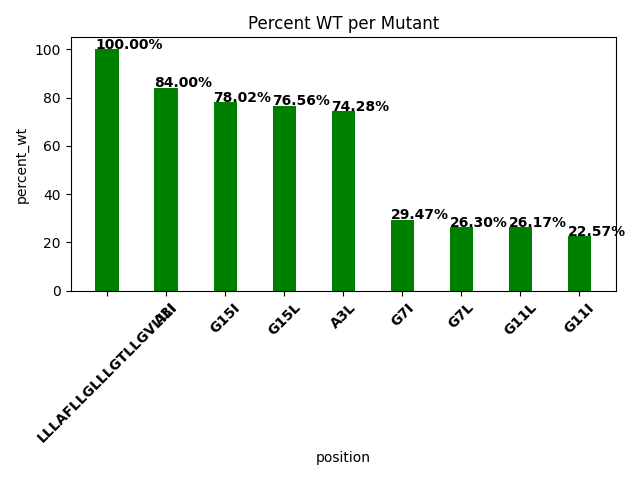 Percent WT per Mutant
100.00%
84.00%
78.02%
76.56%
74.28%
29.47%
26.30%
26.17%
22.57%
100
80
60
40
20
0
percent_wt
A3I
G15I
G15L
A3L
G7I
G7L
G11L
G11I
position